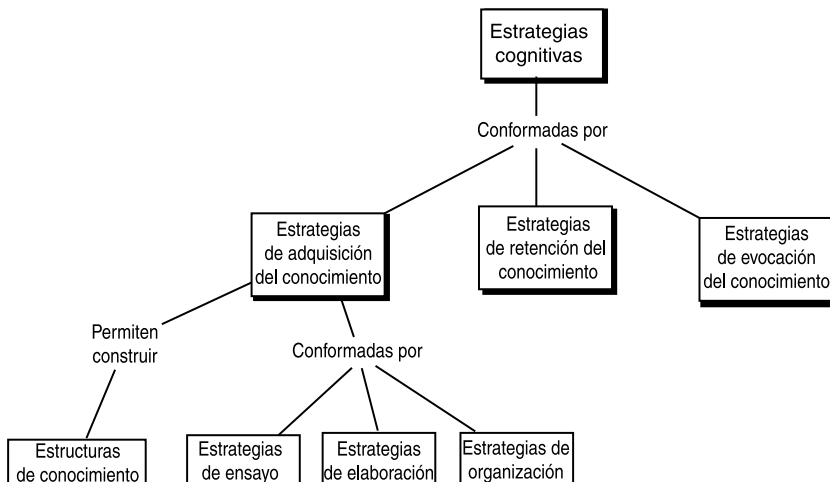 Estrategias
cognitivas
Conformadas por
Estrategias
de adquisición
del conocimiento
Estrategias
de retención del
conocimiento
Estrategias
de evocación
del conocimiento
Permiten
construir
Conformadas por
Estructuras
de conocimiento
Estrategias
de ensayo
Estrategias
de elaboración
Estrategias de
organización